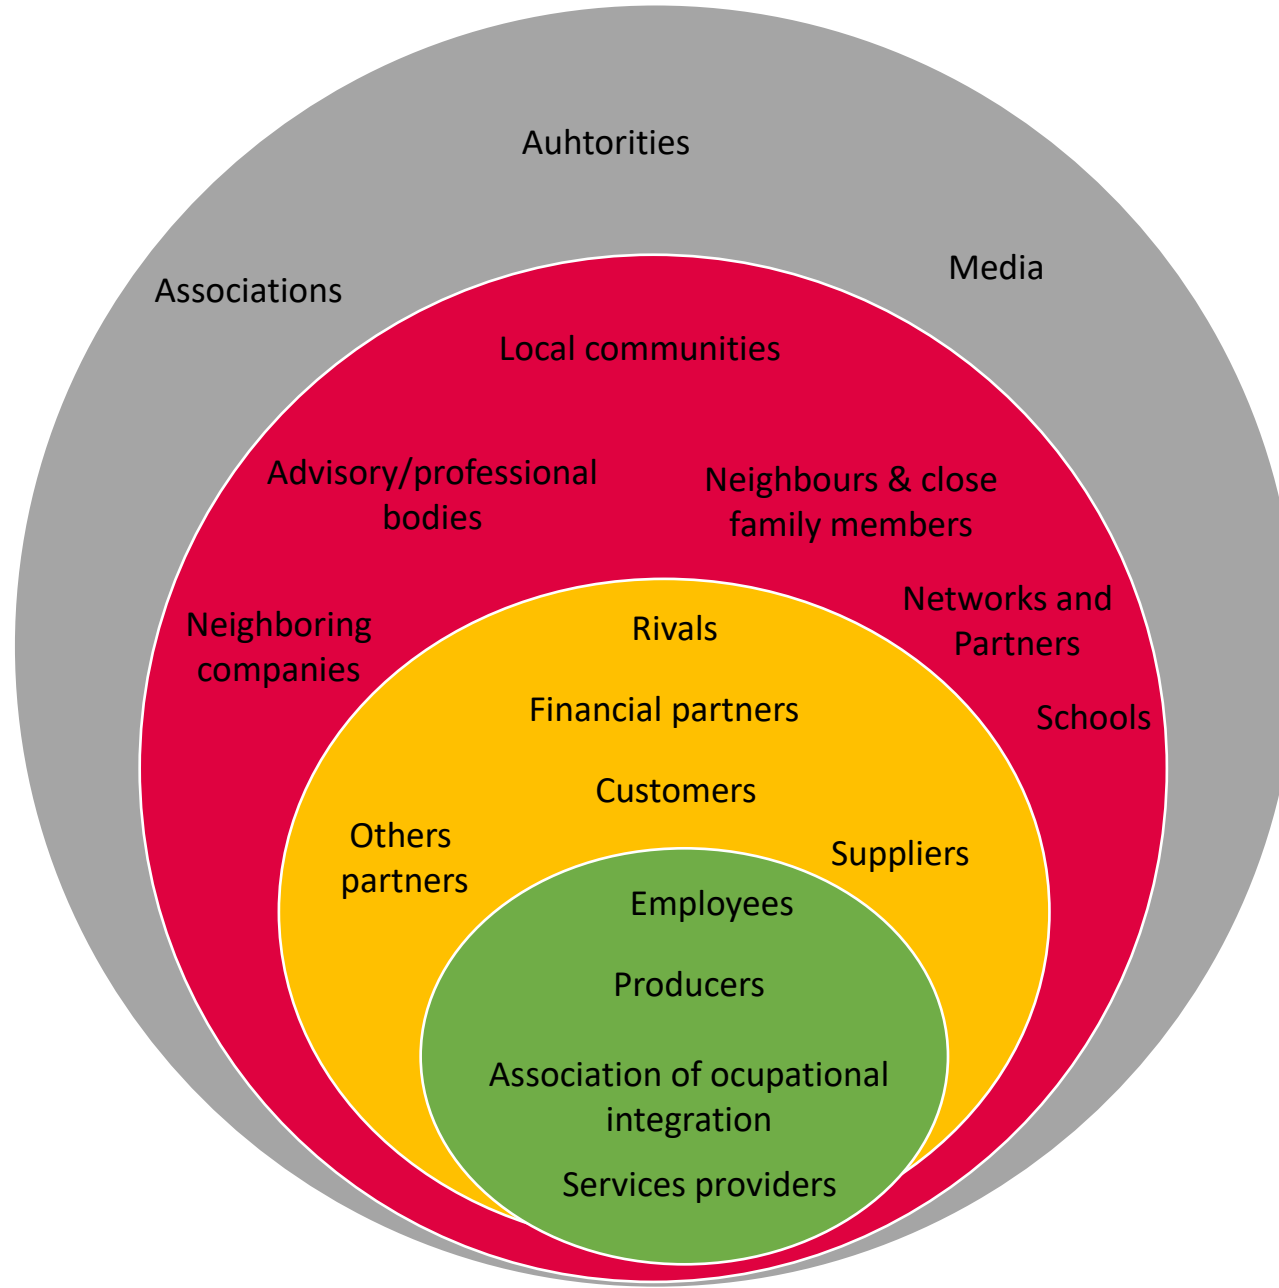 Auhtorities
Media
Associations
Local communities
Advisory/professional
bodies
Neighbours & close
family members
Networks and
Partners
Neighboring
companies
Rivals
Schools
Financial partners
Customers
Others
partners
Suppliers
Employees
Producers
Association of ocupational
integration
Services providers